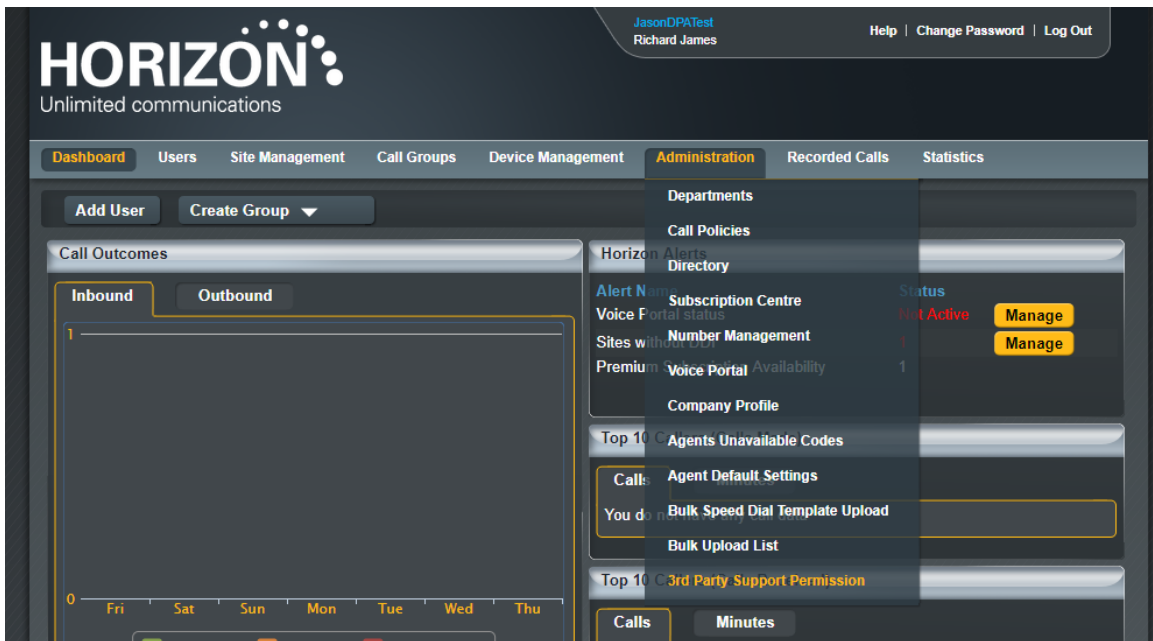 JasonDPATest
Richard James
Help | Change Password | Log Out
HORIZON
Unlimited communications
Dashboard Users Site Management Call Groups Device Management Administration Recorded Calls Statistics
Departments
Call Policies
Directory
Subscription Centre
Number Management
Voice Portal
Company Profile
Agents Unavailable Codes
Agent Default Settings
Bulk Speed Dial Template Upload
Bulk Upload List
3rd Party Support Permission
Add User Create Group
Call Outcomes
Inbound Outbound
1
0
Fri Sat Sun Mon Tue Wed Thu
Horizon Alerts
Alert Name Status
Voice Portal status Not Active Manage
Sites without DDI 1 Manage
Premium Subscription Availability 1
Top 10
Calls Minutes
You do not have any call data
Top 10
Calls Minutes